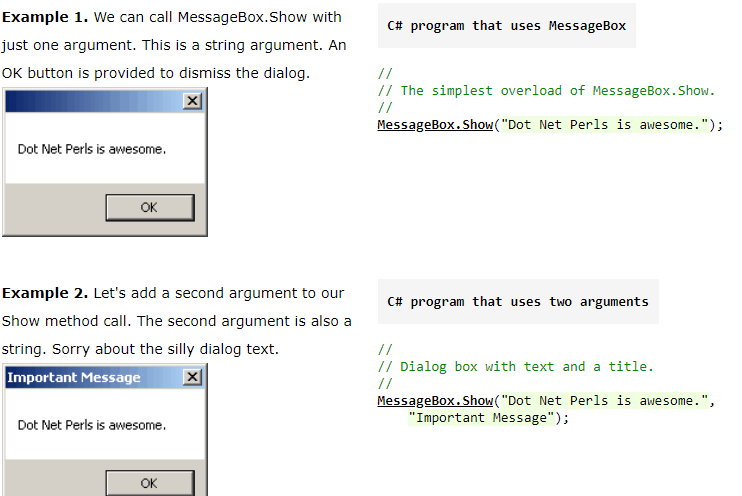 Example 1. We can call MessageBox.Show with
just one argument. This is a string argument. An
OK button is provided to dismiss the dialog.
Dot Net Perls is awesome.
OK
C# program that uses MessageBox
//
// The simplest overload of MessageBox.Show.
//
MessageBox.Show("Dot Net Perls is awesome.");
Example 2. Let's add a second argument to our
Show method call. The second argument is also a
string. Sorry about the silly dialog text.
Important Message
Dot Net Perls is awesome.
OK
C# program that uses two arguments
//
// Dialog box with text and a title.
//
MessageBox.Show("Dot Net Perls is awesome.",
"Important Message");